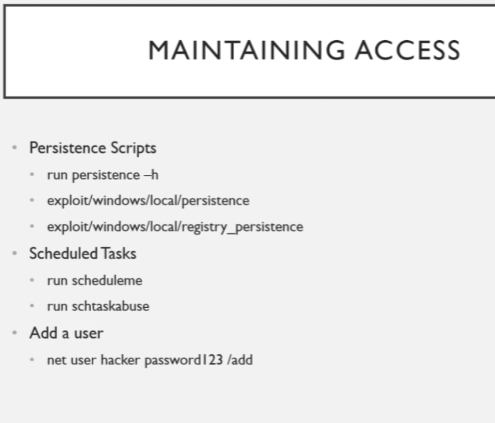 MAINTAINING ACCESS
• Persistence Scripts
• run persistence –h
• exploit/windows/local/persistence
• exploit/windows/local/registry_persistence
• Scheduled Tasks
• run scheduleme
• run schtaskabuse
• Add a user
• net user hacker password123 /add